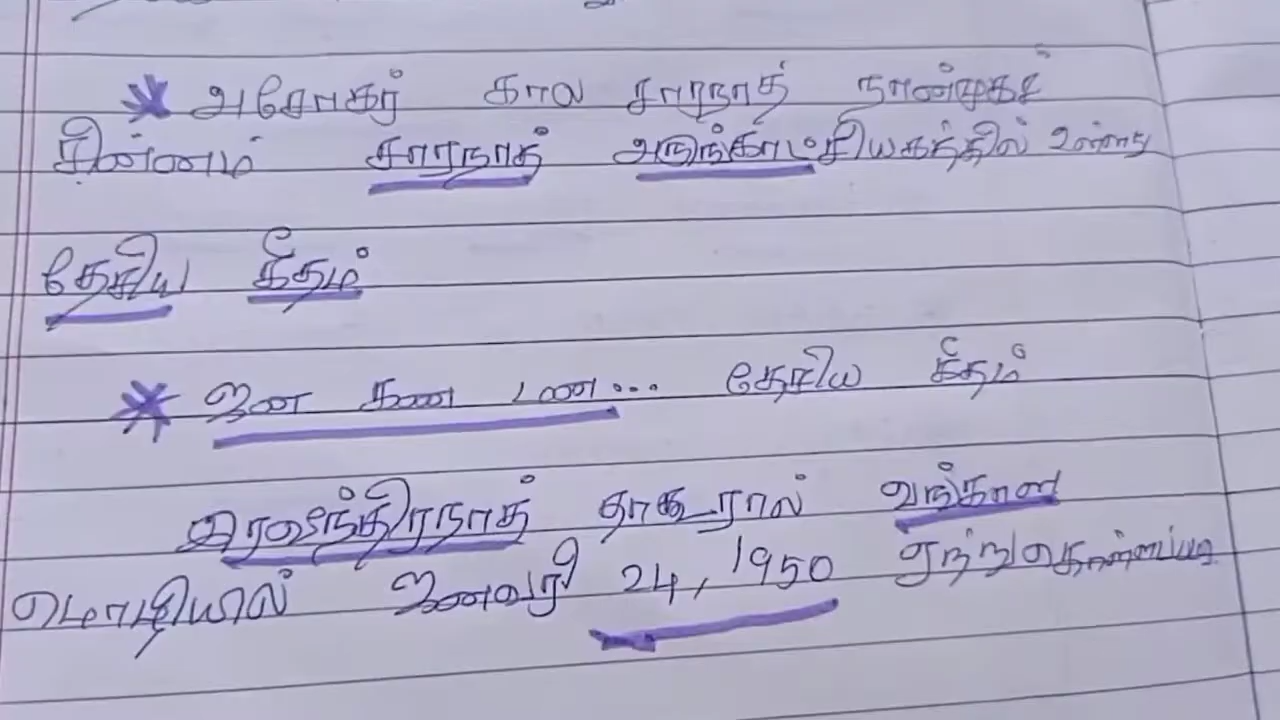 * அசோகர் கால சாரநாத் நான்முகச்
சின்னம் சாரநாத் அருங்காட்சியகத்தில் உள்ளது
தேசிய கீதம்
* ஜன கண மன... தேசிய கீதம்
இரவீந்திரநாத் தாகூரால் வங்காள
மொழியில் ஜனவரி 24, 1950 ஏற்றுகொள்ளப்பட